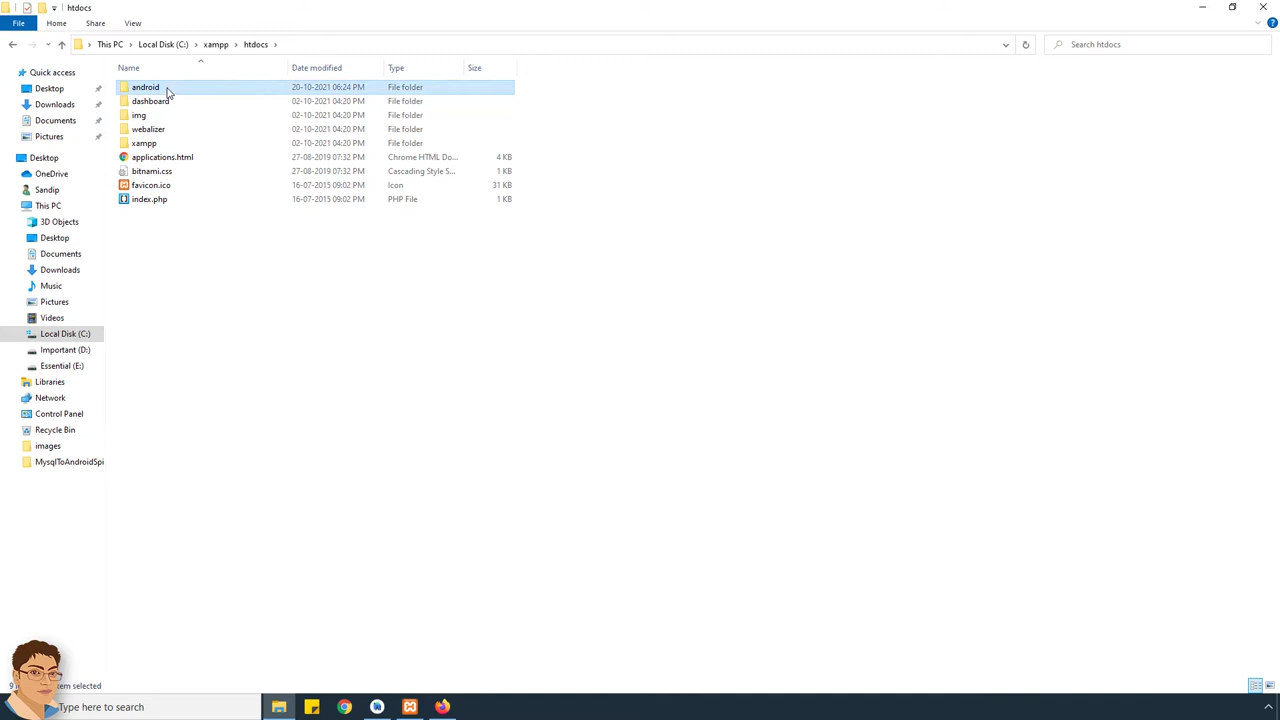 htdocs
File Home Share View
This PC Local Disk (C:) xampp htdocs Search htdocs
Name Date modified Type Size
Quick access
Desktop
Downloads
Documents
Pictures
Desktop
OneDrive
Sandip
This PC
3D Objects
Desktop
Documents
Downloads
Music
Pictures
Videos
Local Disk (C:)
Important (D:)
Essential (E:)
Libraries
Network
Control Panel
Recycle Bin
images
MysqlToAndroidSpi
android 20-10-2021 06:24 PM File folder
dashboard 02-10-2021 04:20 PM File folder
img 02-10-2021 04:20 PM File folder
webalizer 02-10-2021 04:20 PM File folder
xampp 02-10-2021 04:20 PM File folder
applications.html 27-08-2019 07:32 PM Chrome HTML Do... 4 KB
bitnami.css 27-08-2019 07:32 PM Cascading Style S... 1 KB
favicon.ico 16-07-2015 09:02 PM Icon 31 KB
index.php 16-07-2015 09:02 PM PHP File 1 KB
9 selected
Type here to search